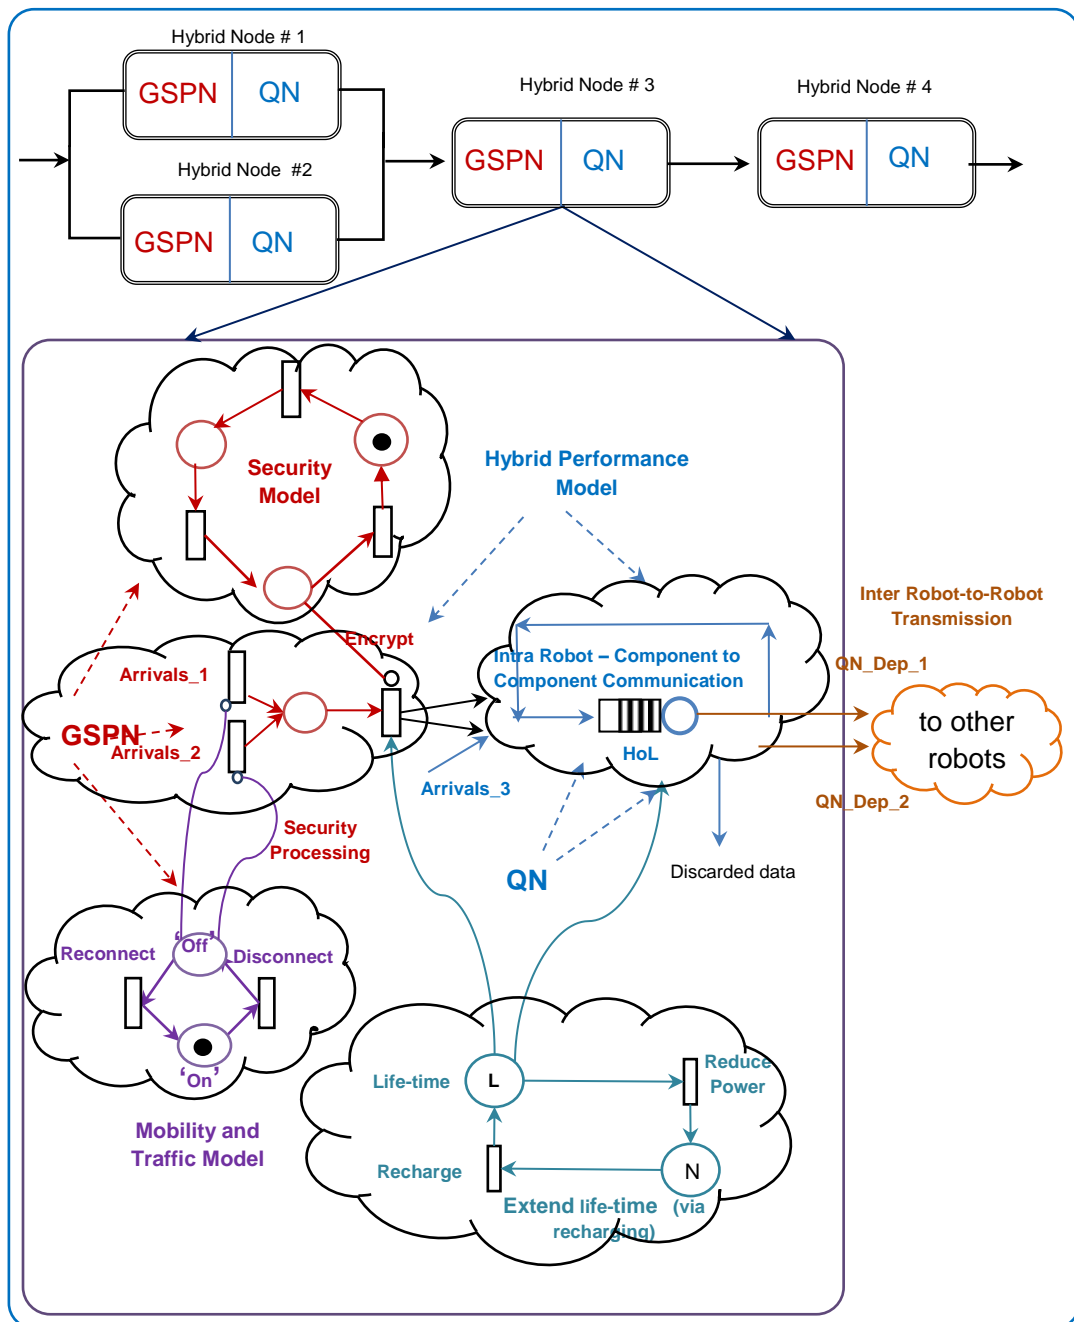 Hybrid Node # 1
GSPN QN
Hybrid Node #2
GSPN QN
Hybrid Node # 3
GSPN QN
Hybrid Node # 4
GSPN QN
Security
Model
Hybrid Performance
Model
Encrypt
Arrivals_1
GSPN
Arrivals_2
Security
Processing
Intra Robot – Component to
Component Communication
HoL
Arrivals_3
QN
Discarded data
Inter Robot-to-Robot
Transmission
QN_Dep_1
to other
robots
QN_Dep_2
Reconnect
‘Off’
Disconnect
‘On’
Mobility and
Traffic Model
Life-time
L
Reduce
Power
Recharge
N
Extend life-time (via
recharging)